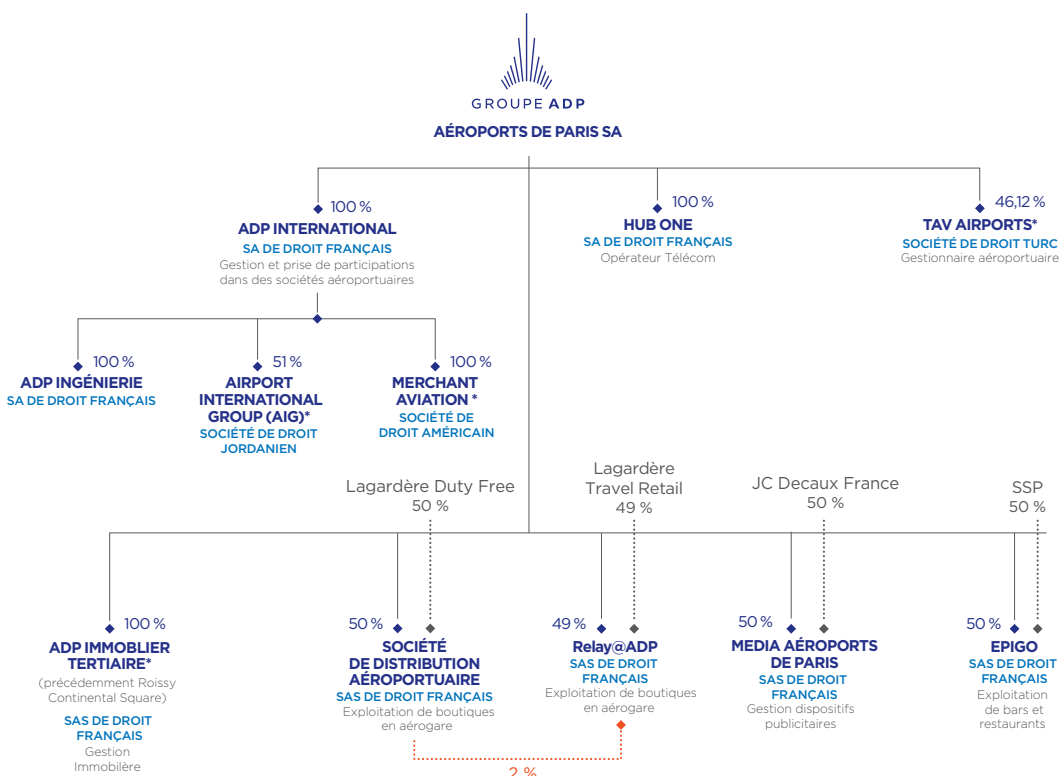 GROUPE ADP
AÉROPORTS DE PARIS SA
100 %
ADP INTERNATIONAL
SA DE DROIT FRANÇAIS
Gestion et prise de participations
dans des sociétés aéroportuaires
100 %
HUB ONE
SA DE DROIT FRANÇAIS
Opérateur Télécom
46,12 %
TAV AIRPORTS*
SOCIÉTÉ DE DROIT TURC
Gestionnaire aéroportuaire
100 %
ADP INGÉNIERIE
SA DE DROIT FRANÇAIS
51 %
AIRPORT
INTERNATIONAL
GROUP (AIG)*
SOCIÉTÉ DE DROIT
JORDANIEN
100 %
MERCHANT
AVIATION *
SOCIÉTÉ DE
DROIT AMÉRICAIN
Lagardère Duty Free
50 %
Lagardère
Travel Retail
49 %
JC Decaux France
50 %
SSP
50 %
100 %
ADP IMMOBLIER
TERTIAIRE*
(précédemment Roissy
Continental Square)
SAS DE DROIT
FRANÇAIS
Gestion
Immobilère
50 %
SOCIÉTÉ
DE DISTRIBUTION
AÉROPORTUAIRE
SAS DE DROIT FRANÇAIS
Exploitation de boutiques
en aérogare
49 %
Relay@ADP
SAS DE DROIT
FRANÇAIS
Exploitation de boutiques
en aérogare
50 %
MEDIA AÉROPORTS
DE PARIS
SAS DE DROIT
FRANÇAIS
Gestion dispositifs
publicitaires
50 %
EPIGO
SAS DE DROIT
FRANÇAIS
Exploitation
de bars et
restaurants
2 %